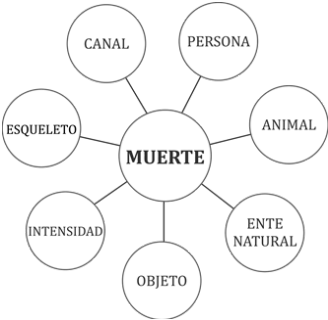 CANAL
PERSONA
ESQUELETO
ANIMAL
MUERTE
INTENSIDAD
ENTE
NATURAL
OBJETO